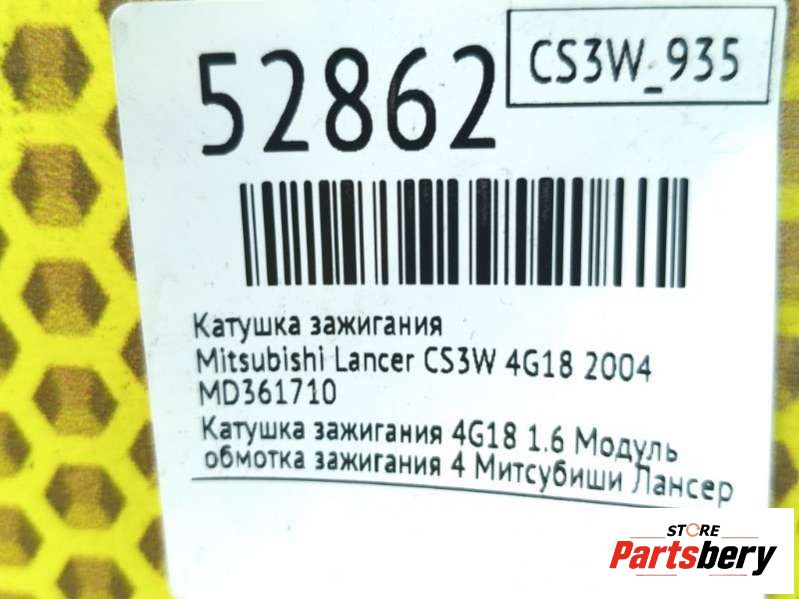 52862
CS3W_935
Катушка зажигания
Mitsubishi Lancer CS3W 4G18 2004
MD361710
Катушка зажигания 4G18 1.6 Модуль
обмотка зажигания 4 Митсубиши Лансер
STORE
Partsbery